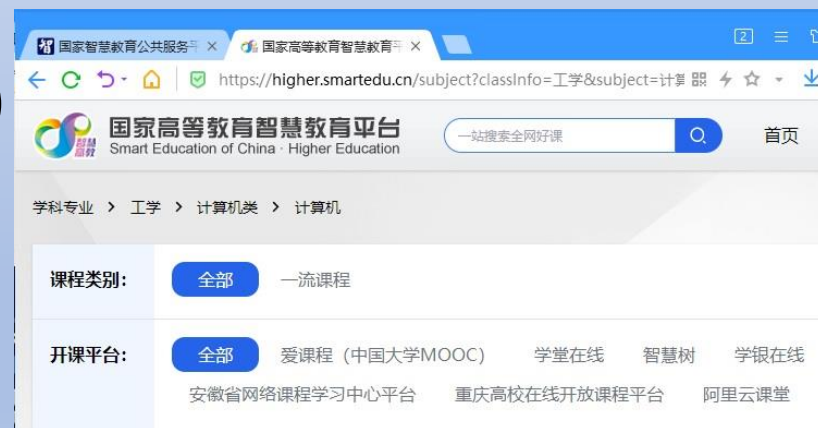 国家智慧教育公共服务平 × 国家高等教育智慧教育平 ×
2
https://higher.smartedu.cn/subject?classInfo=工学&subject=计算
国家高等教育智慧教育平台
Smart Education of China · Higher Education
智慧高教
一站搜索全网好课
首页
学科专业 > 工学 > 计算机类 > 计算机
课程类别: 全部 一流课程
开课平台: 全部 爱课程（中国大学MOOC） 学堂在线 智慧树 学银在线
安徽省网络课程学习中心平台 重庆高校在线开放课程平台 阿里云课堂